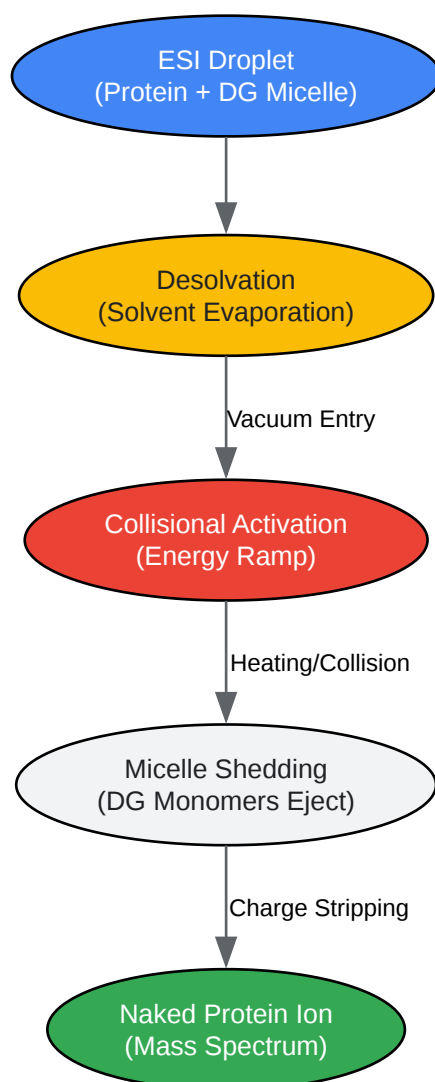 ESI Droplet
(Protein + DG Micelle)
Desolvation
(Solvent Evaporation)
Vacuum Entry
Collisional Activation
(Energy Ramp)
Heating/Collision
Micelle Shedding
(DG Monomers Eject)
Charge Stripping
Naked Protein Ion
(Mass Spectrum)